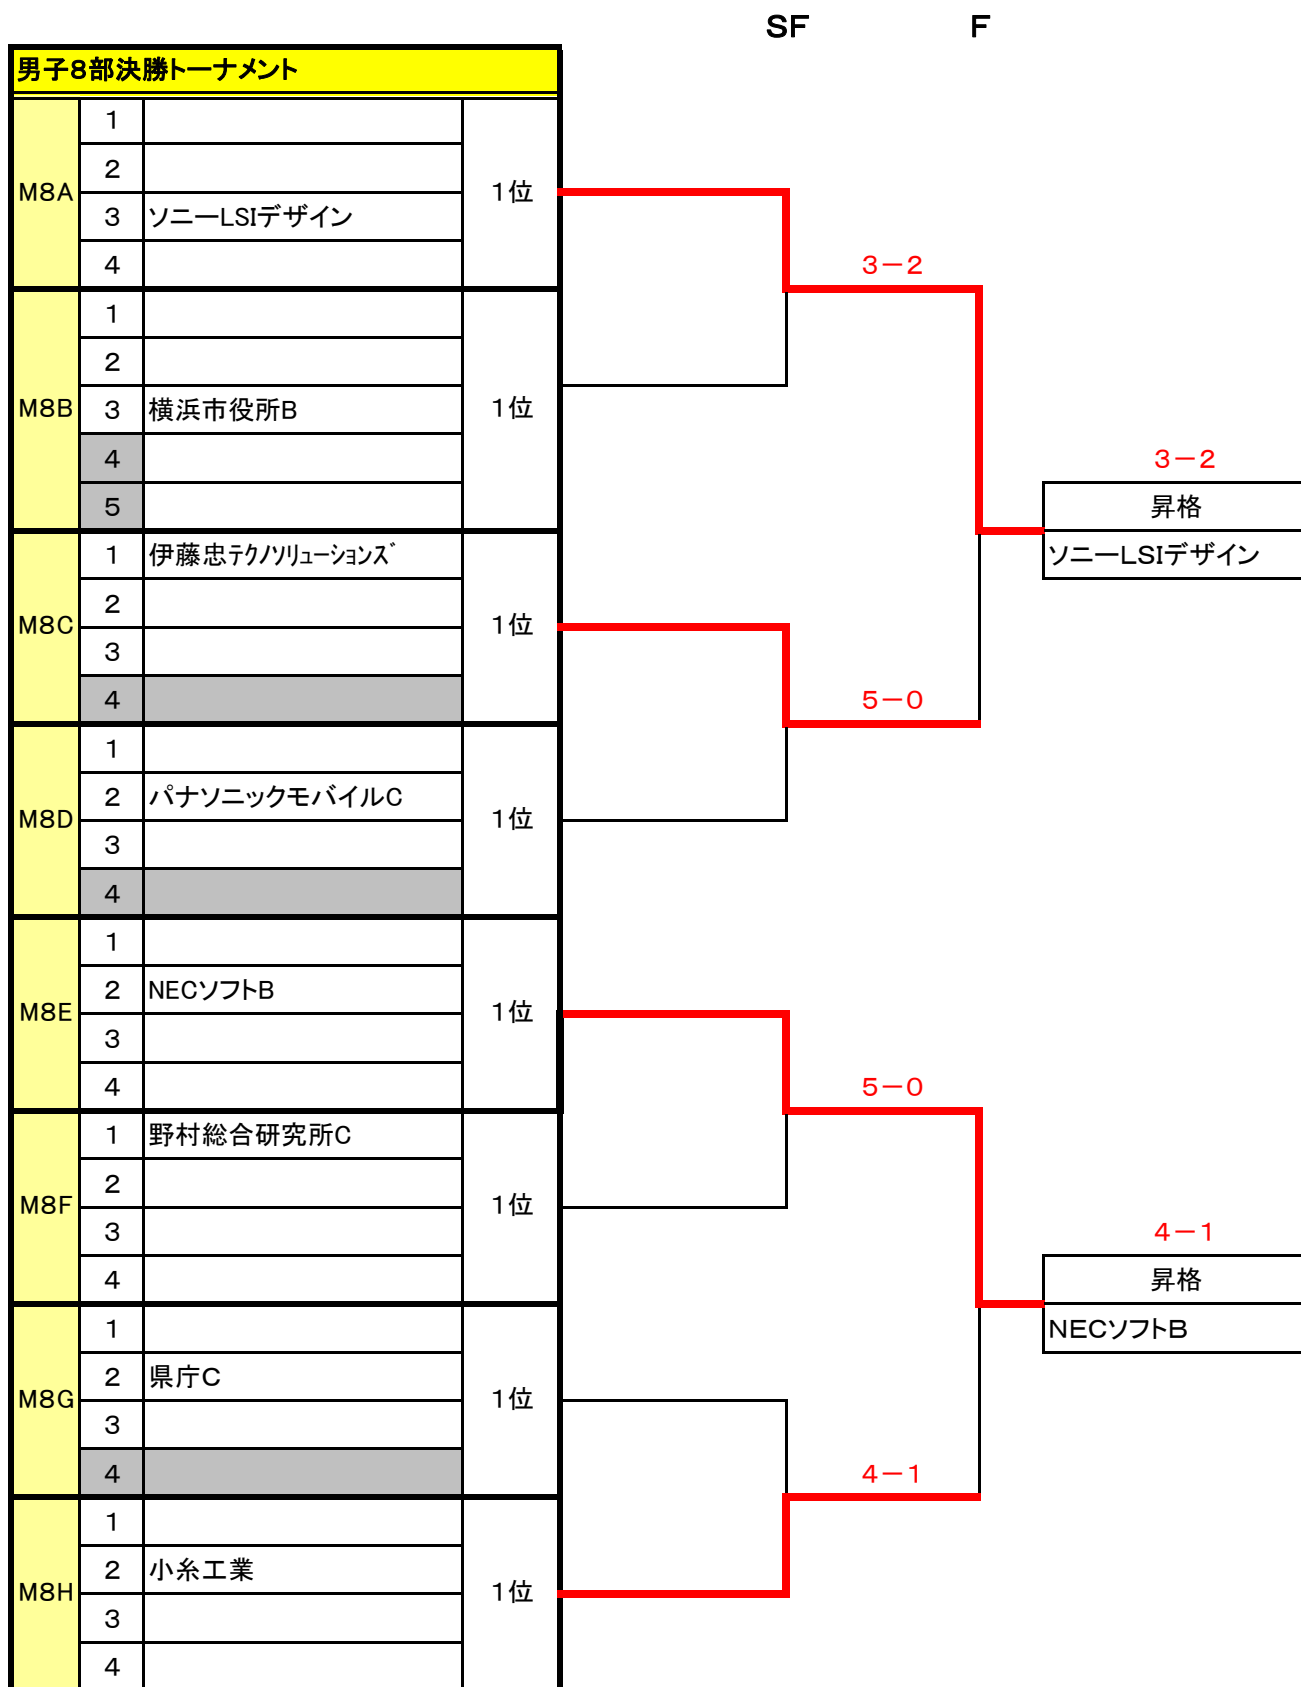 SF F
男子8部決勝トーナメント
M8A 1位
1
2
3 ソニーLSIデザイン
4
3－2
M8B 1位
1
2
3 横浜市役所B
4
5
3－2
昇格
ソニーLSIデザイン
M8C 1位
1 伊藤忠ﾃｸﾉｿﾘｭｰｼｮﾝｽﾞ
2
3
4
5－0
M8D 1位
1
2 パナソニックモバイルC
3
4
M8E 1位
1
2 NECソフトB
3
4
5－0
M8F 1位
1 野村総合研究所C
2
3
4
4－1
昇格
NECソフトB
M8G 1位
1
2 県庁C
3
4
4－1
M8H 1位
1
2 小糸工業
3
4